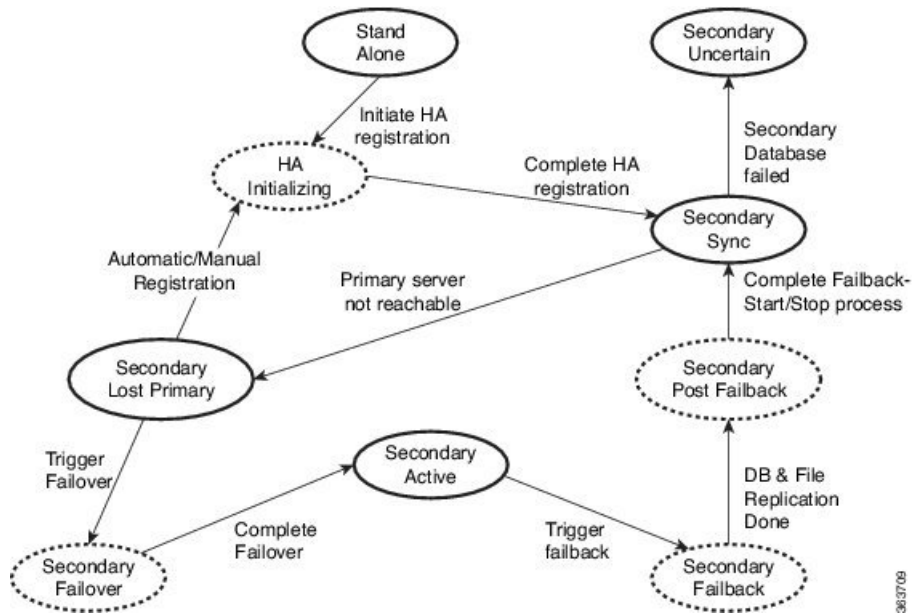 Stand
Alone
Secondary
Uncertain
Initiate HA
registration
Secondary
Database
failed
HA
Initializing
Complete HA
registration
Secondary
Sync
Automatic/Manual
Registration
Primary server
not reachable
Complete Failback-
Start/Stop process
Secondary
Lost Primary
Secondary
Post Failback
Trigger
Failover
Secondary
Active
DB & File
Replication
Done
Complete
Failover
Trigger
failback
Secondary
Failover
Secondary
Failback
363709